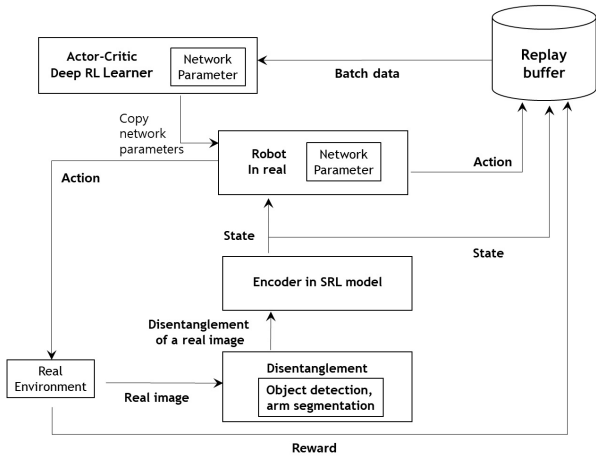 Actor-Critic
Deep RL Learner
Network
Parameter
Batch data
Replay
buffer
Copy
network
parameters
Robot
In real
Network
Parameter
Action
Action
State
State
Encoder in SRL model
Disentanglement
of a real image
Real
Environment
Real image
Disentanglement
Object detection,
arm segmentation
Reward